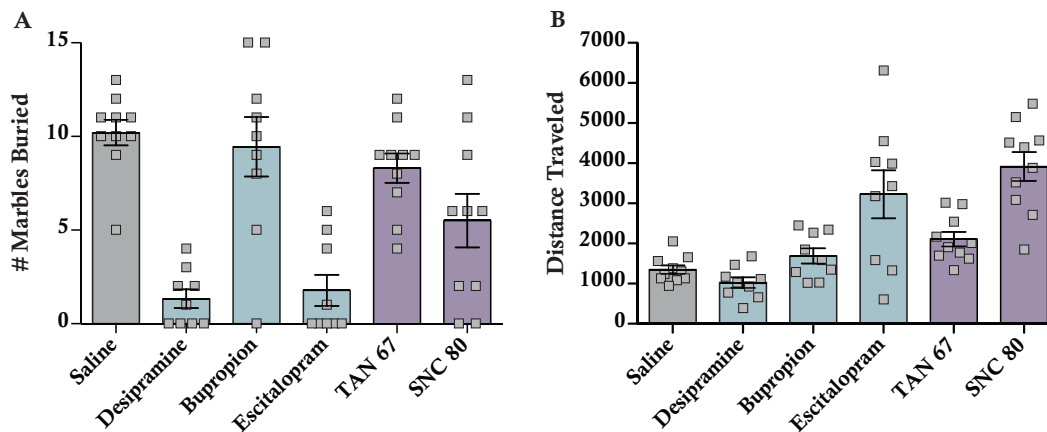 A
# Marbles Buried
15
10
5
0
Saline
Desipramine
Bupropion
Escitalopram
TAN 67
SNC 80
B
Distance Traveled
7000
6000
5000
4000
3000
2000
1000
0
Saline
Desipramine
Bupropion
Escitalopram
TAN 67
SNC 80